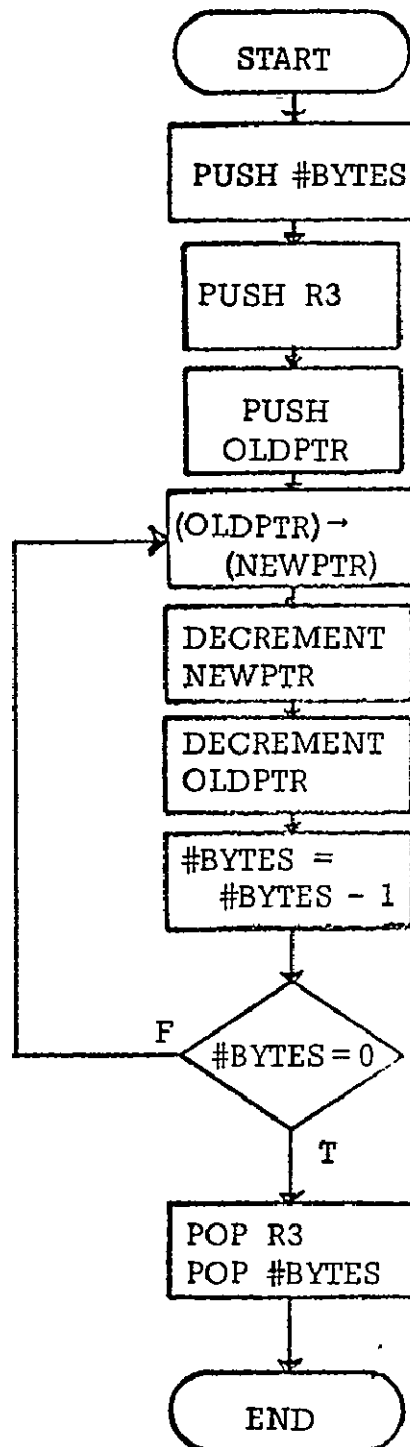 START
PUSH #BYTES
PUSH R3
PUSH
OLDPTR
(OLDPTR)→
(NEWPTR)
DECREMENT
NEWPTR
DECREMENT
OLDPTR
#BYTES =
#BYTES - 1
#BYTES = 0
F
T
POP R3
POP #BYTES
END